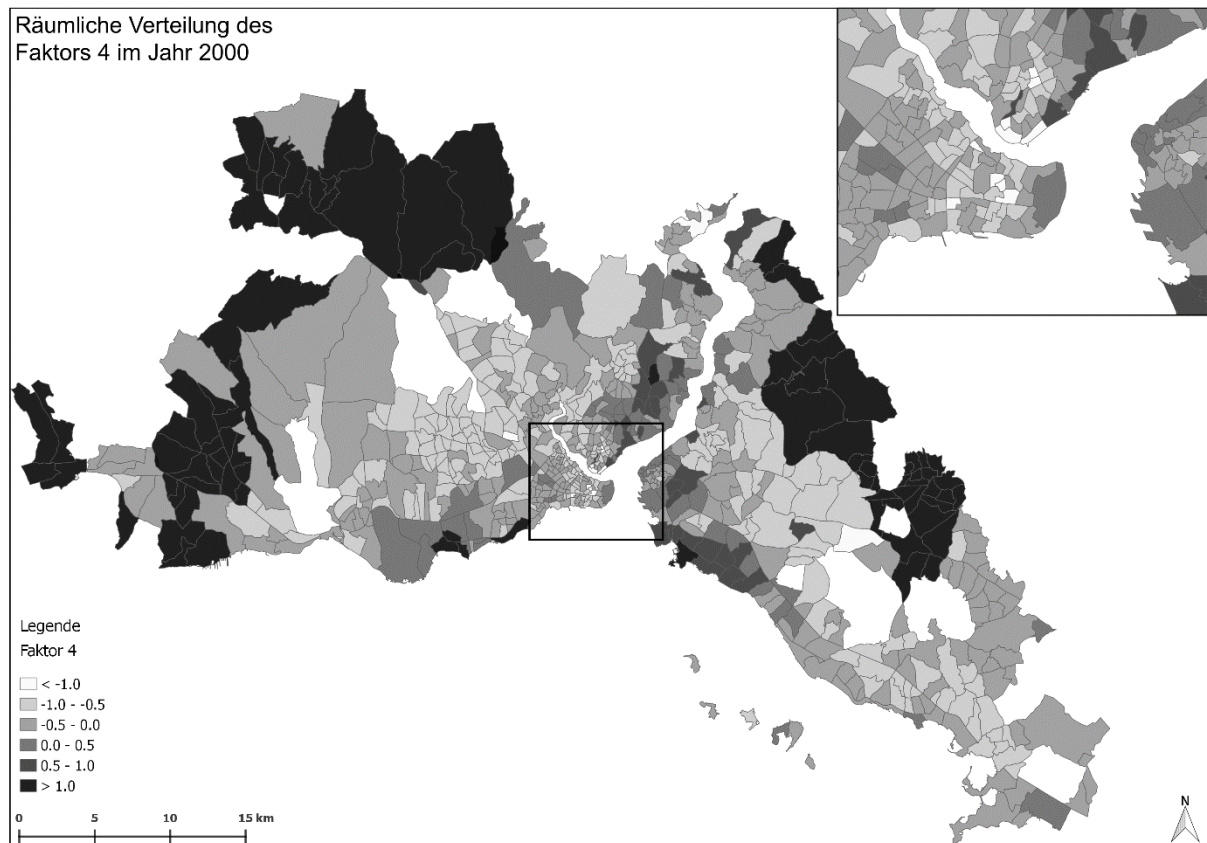 Räumliche Verteilung des
Faktors 4 im Jahr 2000
Legende
Faktor 4
< -1.0
-1.0 - -0.5
-0.5 - 0.0
0.0 - 0.5
0.5 - 1.0
> 1.0
0 5 10 15 km
N